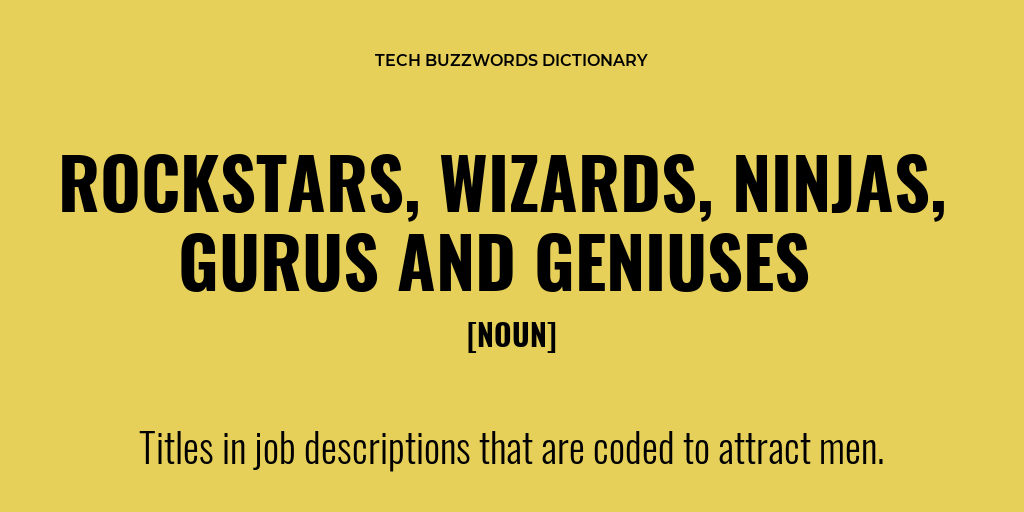 TECH BUZZWORDS DICTIONARY
ROCKSTARS, WIZARDS, NINJAS,
GURUS AND GENIUSES
[NOUN]
Titles in job descriptions that are coded to attract men.